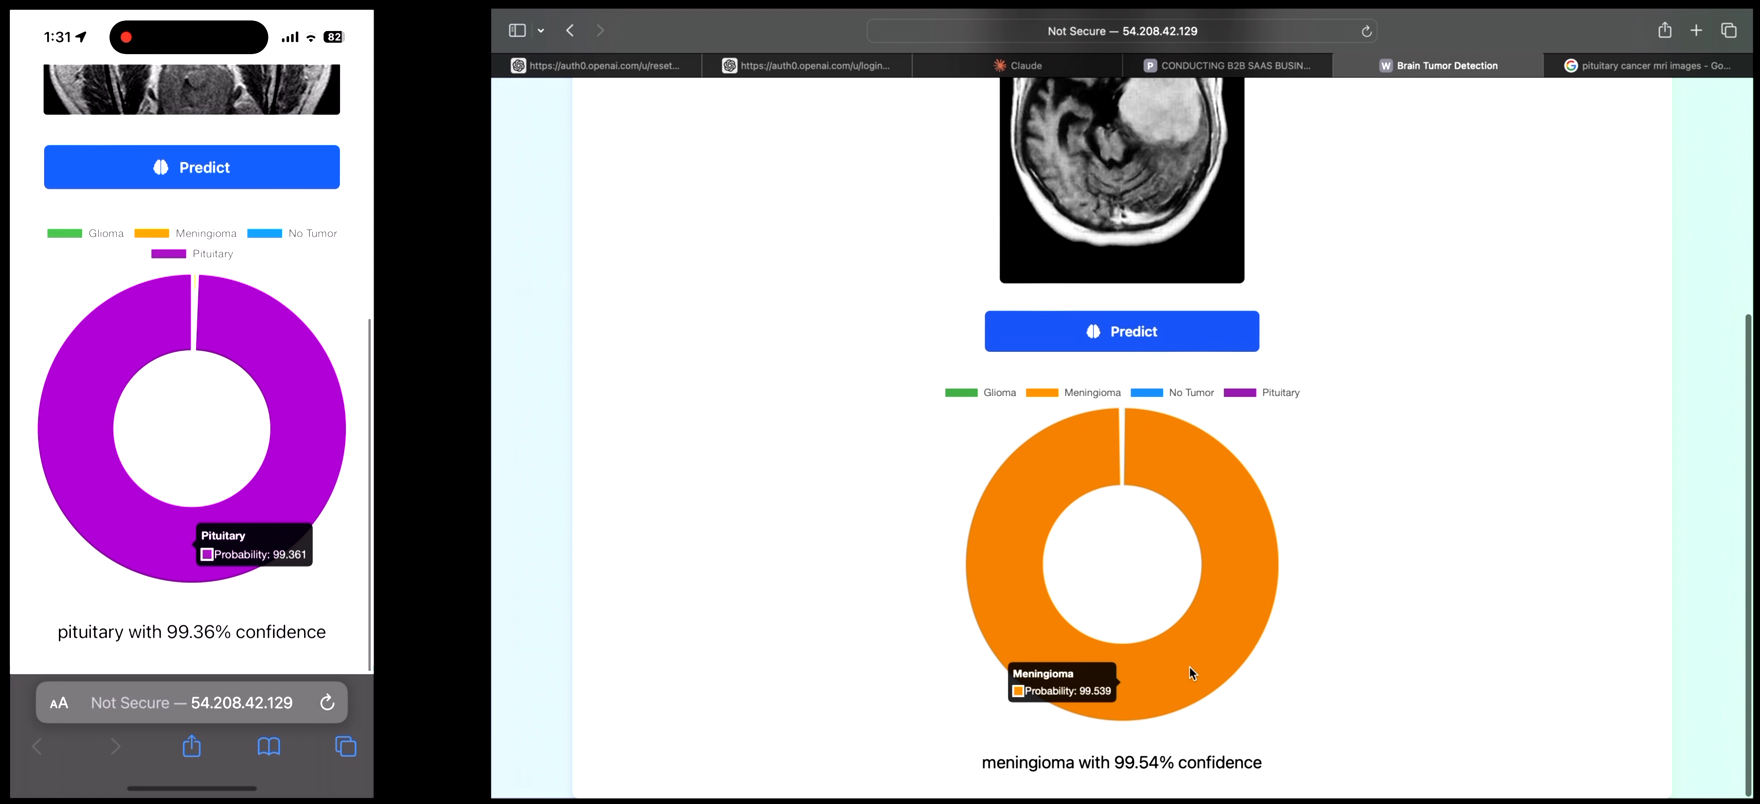 1:31
82
Predict
Glioma Meningioma No Tumor
Pituitary
Pituitary
Probability: 99.361
pituitary with 99.36% confidence
AA Not Secure — 54.208.42.129
Not Secure — 54.208.42.129
https://auth0.openai.com/u/reset...
https://auth0.openai.com/u/login...
Claude
P CONDUCTING B2B SAAS BUSIN...
W Brain Tumor Detection
G pituitary cancer mri images - Go...
Predict
Glioma Meningioma No Tumor Pituitary
Meningioma
Probability: 99.539
meningioma with 99.54% confidence